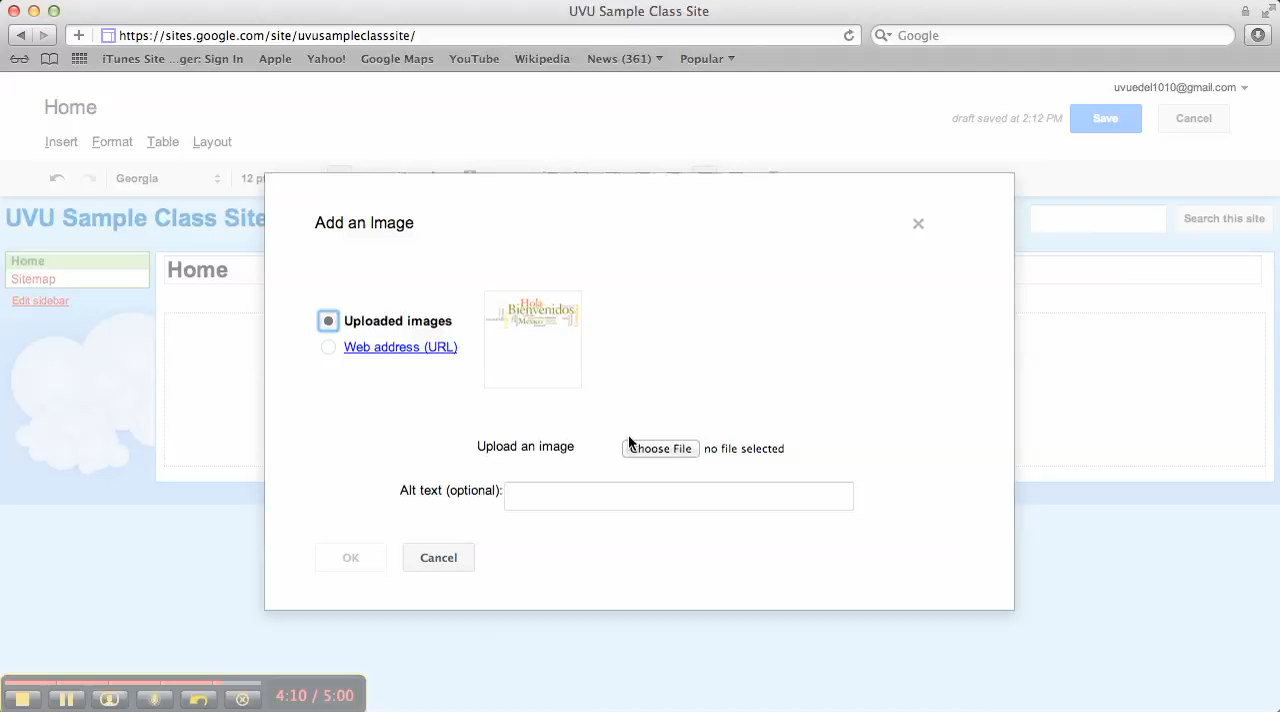 UVU Sample Class Site
https://sites.google.com/site/uvusampleclasssite/
Google
iTunes Site ...ger: Sign In Apple Yahoo! Google Maps YouTube Wikipedia News (361) Popular
uvuedel1010@gmail.com
Home
draft saved at 2:12 PM Save Cancel
Insert Format Table Layout
Georgia 12 pt
UVU Sample Class Site
Search this site
Home
Sitemap
Edit sidebar
Home
Add an Image
Uploaded images
Web address (URL)
Hola
Bienvenidos
Upload an image Choose File no file selected
Alt text (optional):
OK Cancel
4:10 / 5:00